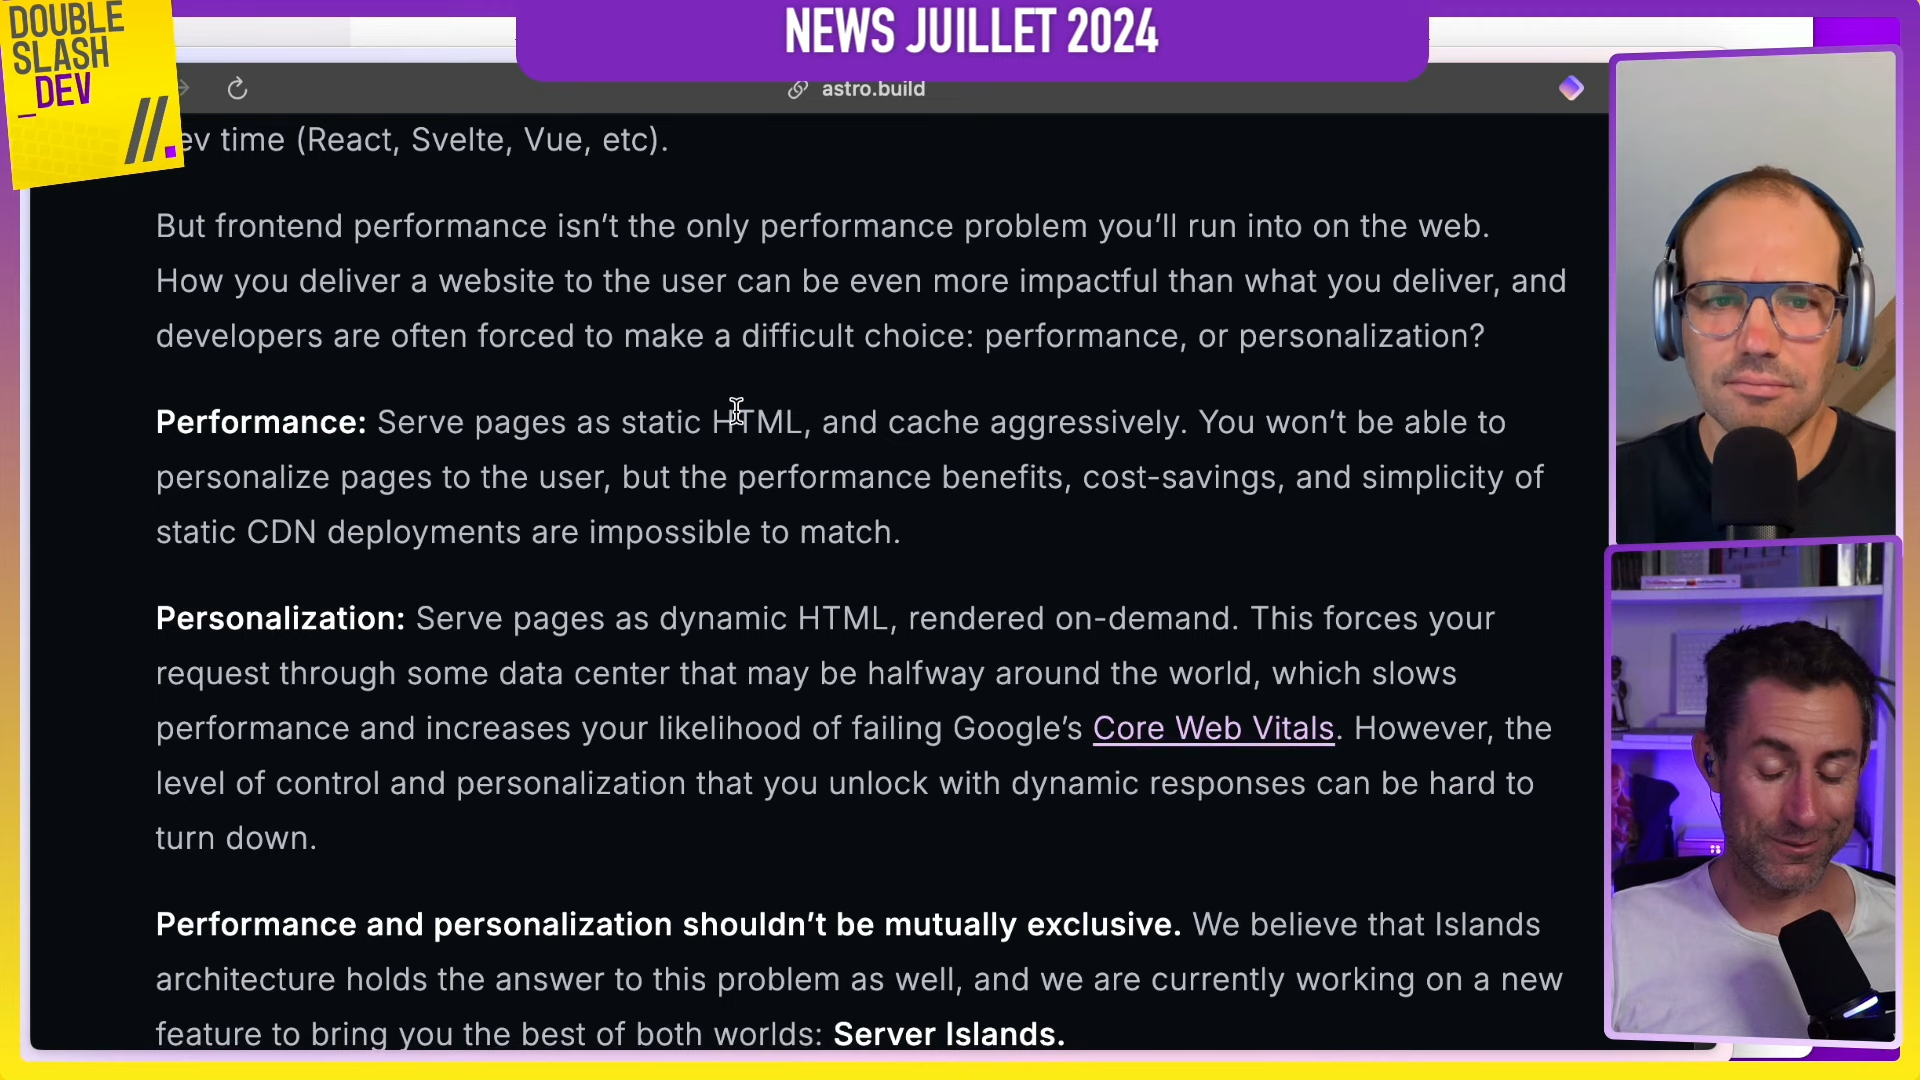 DOUBLE
SLASH
_DEV
//.
NEWS JUILLET 2024
astro.build
ev time (React, Svelte, Vue, etc).
But frontend performance isn’t the only performance problem you’ll run into on the web.
How you deliver a website to the user can be even more impactful than what you deliver, and
developers are often forced to make a difficult choice: performance, or personalization?
Performance: Serve pages as static HTML, and cache aggressively. You won’t be able to
personalize pages to the user, but the performance benefits, cost-savings, and simplicity of
static CDN deployments are impossible to match.
Personalization: Serve pages as dynamic HTML, rendered on-demand. This forces your
request through some data center that may be halfway around the world, which slows
performance and increases your likelihood of failing Google’s Core Web Vitals. However, the
level of control and personalization that you unlock with dynamic responses can be hard to
turn down.
Performance and personalization shouldn’t be mutually exclusive. We believe that Islands
architecture holds the answer to this problem as well, and we are currently working on a new
feature to bring you the best of both worlds: Server Islands.